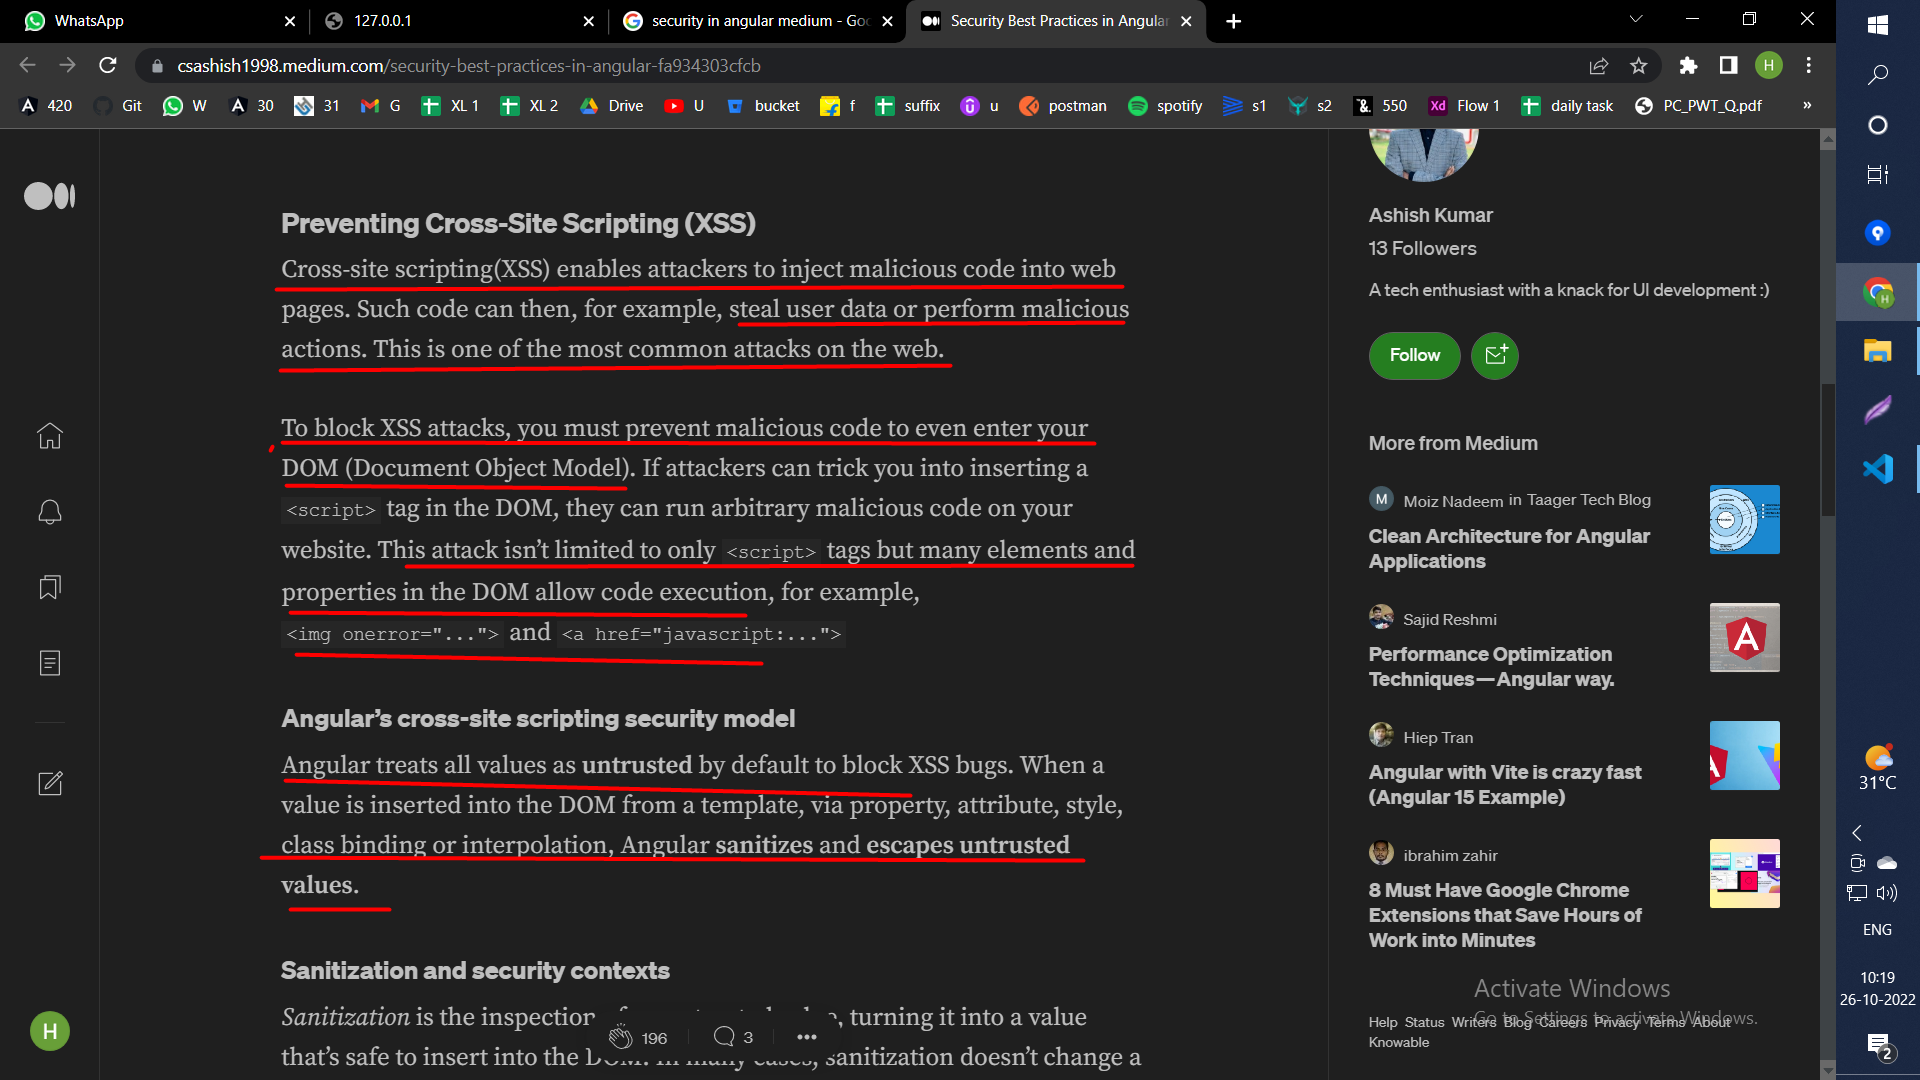 WhatsApp
127.0.0.1
security in angular medium - Goo
Security Best Practices in Angular
csashish1998.medium.com/security-best-practices-in-angular-fa934303cfcb
H
420 Git W 30 31 G XL 1 XL 2 Drive U bucket f suffix u postman spotify s1 s2 550 Flow 1 daily task PC_PWT_Q.pdf »
Preventing Cross-Site Scripting (XSS)
Cross-site scripting(XSS) enables attackers to inject malicious code into web
pages. Such code can then, for example, steal user data or perform malicious
actions. This is one of the most common attacks on the web.
To block XSS attacks, you must prevent malicious code to even enter your
DOM (Document Object Model). If attackers can trick you into inserting a
<script> tag in the DOM, they can run arbitrary malicious code on your
website. This attack isn't limited to only <script> tags but many elements and
properties in the DOM allow code execution, for example,
<img onerror="..."> and <a href="javascript:...">
Angular's cross-site scripting security model
Angular treats all values as untrusted by default to block XSS bugs. When a
value is inserted into the DOM from a template, via property, attribute, style,
class binding or interpolation, Angular sanitizes and escapes untrusted
values.
Sanitization and security contexts
Sanitization is the inspection , turning it into a value
that's safe to insert into the sanitization doesn't change a
196
3
H
Ashish Kumar
13 Followers
A tech enthusiast with a knack for UI development :)
Follow
More from Medium
M Moiz Nadeem in Taager Tech Blog
Clean Architecture for Angular
Applications
Sajid Reshmi
Performance Optimization
Techniques — Angular way.
Hiep Tran
Angular with Vite is crazy fast
(Angular 15 Example)
ibrahim zahir
8 Must Have Google Chrome
Extensions that Save Hours of
Work into Minutes
Activate Windows
Go to Settings to activate Windows.
Help Status Writers Blog Careers Privacy Terms About
Knowable
31°C
ENG
10:19
26-10-2022
2